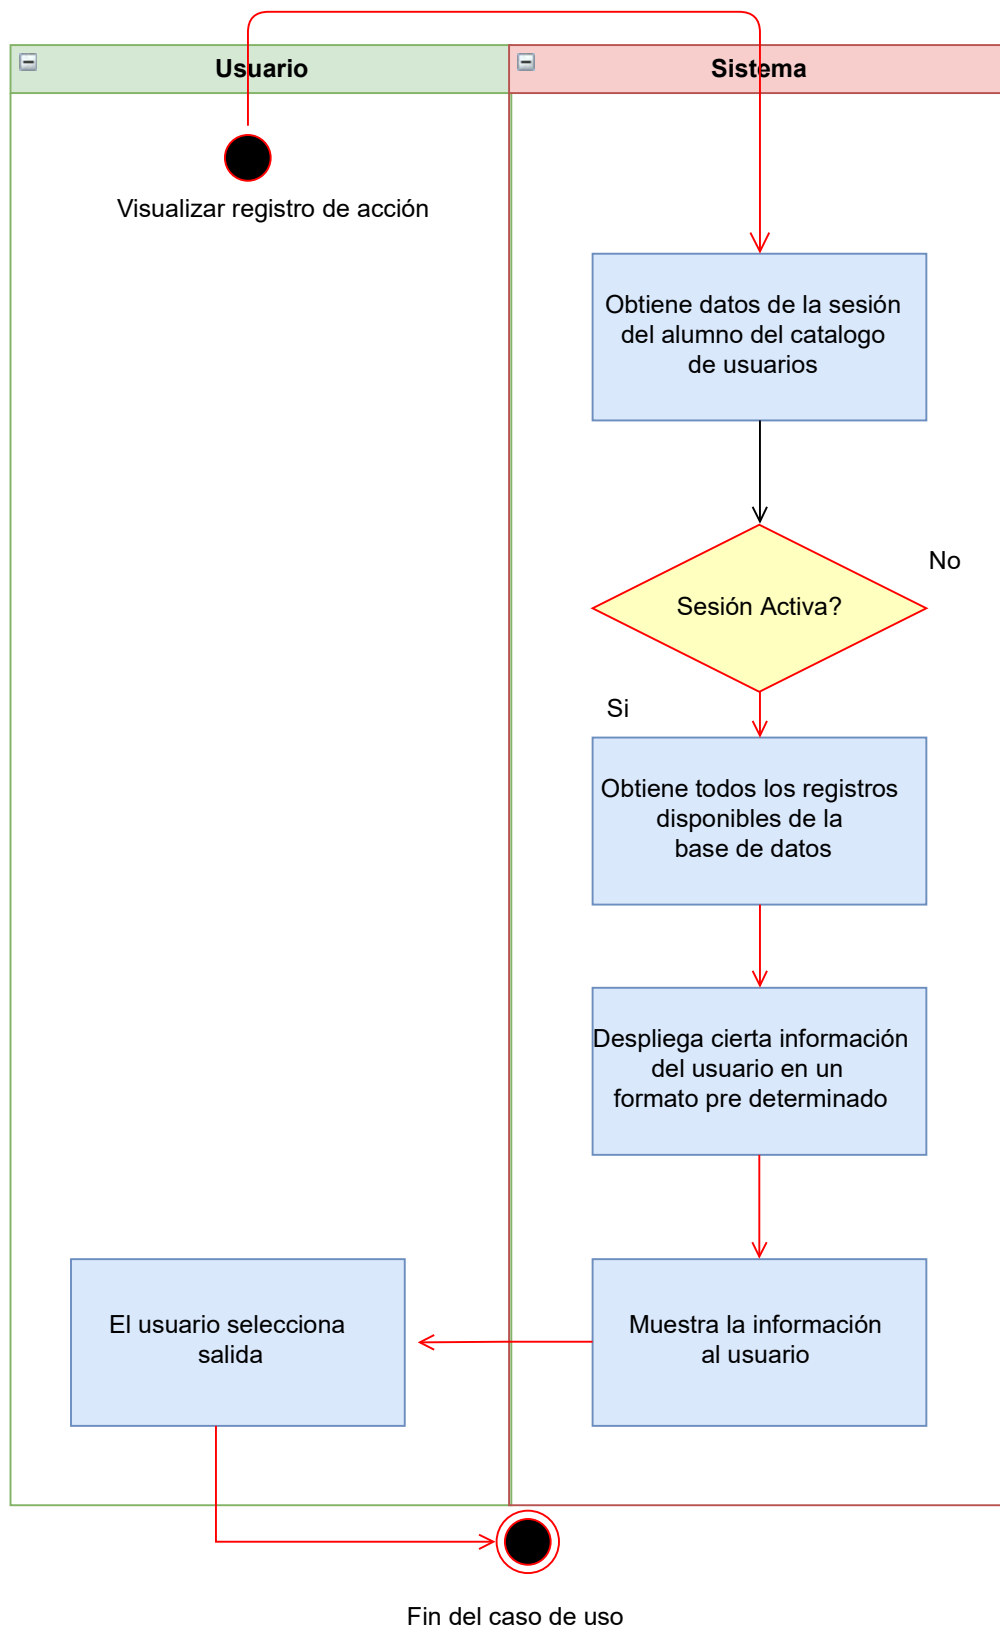 Usuario
Sistema
Visualizar registro de acción
Obtiene datos de la sesión
del alumno del catalogo
de usuarios
No
Sesión Activa?
Si
Obtiene todos los registros
disponibles de la
base de datos
Despliega cierta información
del usuario en un
formato pre determinado
El usuario selecciona
salida
Muestra la información
al usuario
Fin del caso de uso